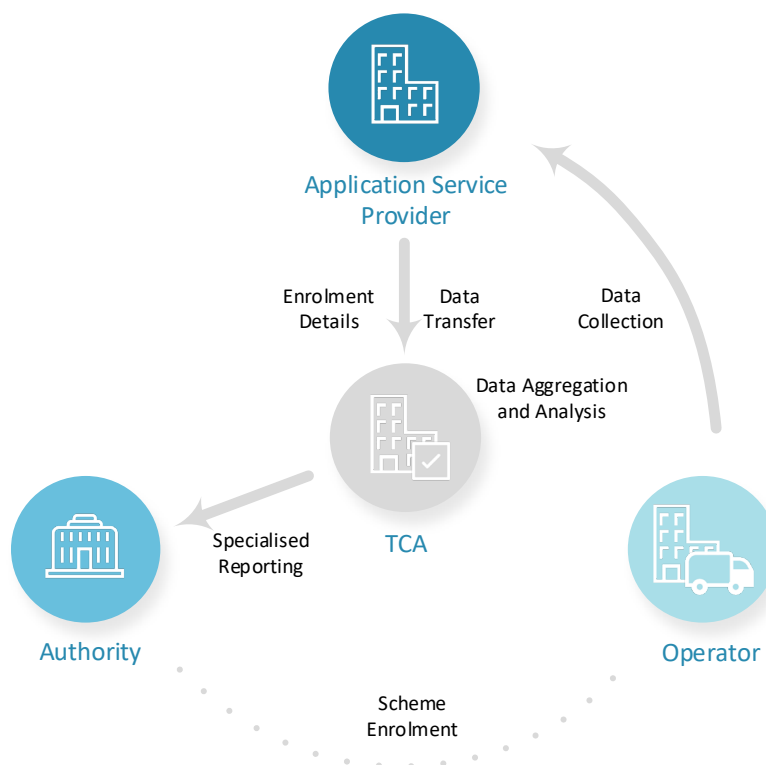 Application Service
Provider
Enrolment
Details
Data
Transfer
Data
Collection
Data Aggregation
and Analysis
TCA
Specialised
Reporting
Authority
Operator
Scheme
Enrolment